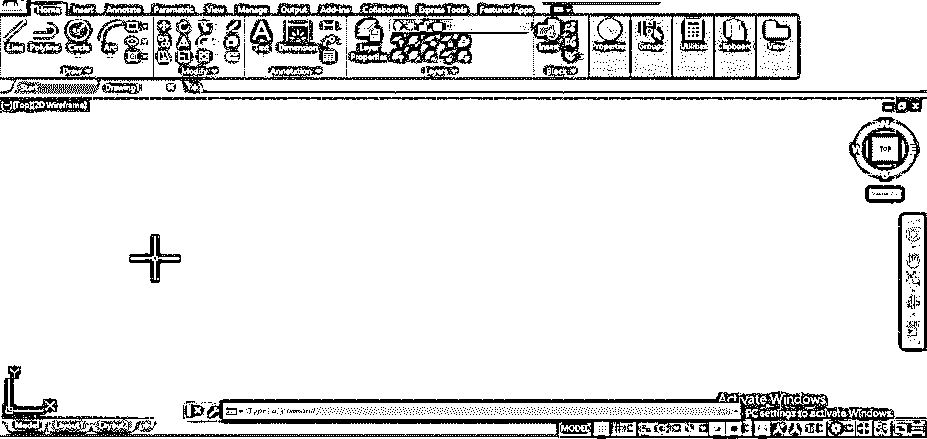 Home Insert Annotate Parametric View Manage Output Add-ins Collaborate Express Tools Featured Apps
Line Polyline Circle Arc Text Dimension Layer Properties Insert Properties Groups Utilities Clipboard View
Draw Modify Annotation Layers Block
Start Drawing1
[-][Top][2D Wireframe]
N
W
TOP
S
Y
X
Type a command
Activate Windows
PC settings to activate Windows.
Model Layout1 Layout2
MODEL